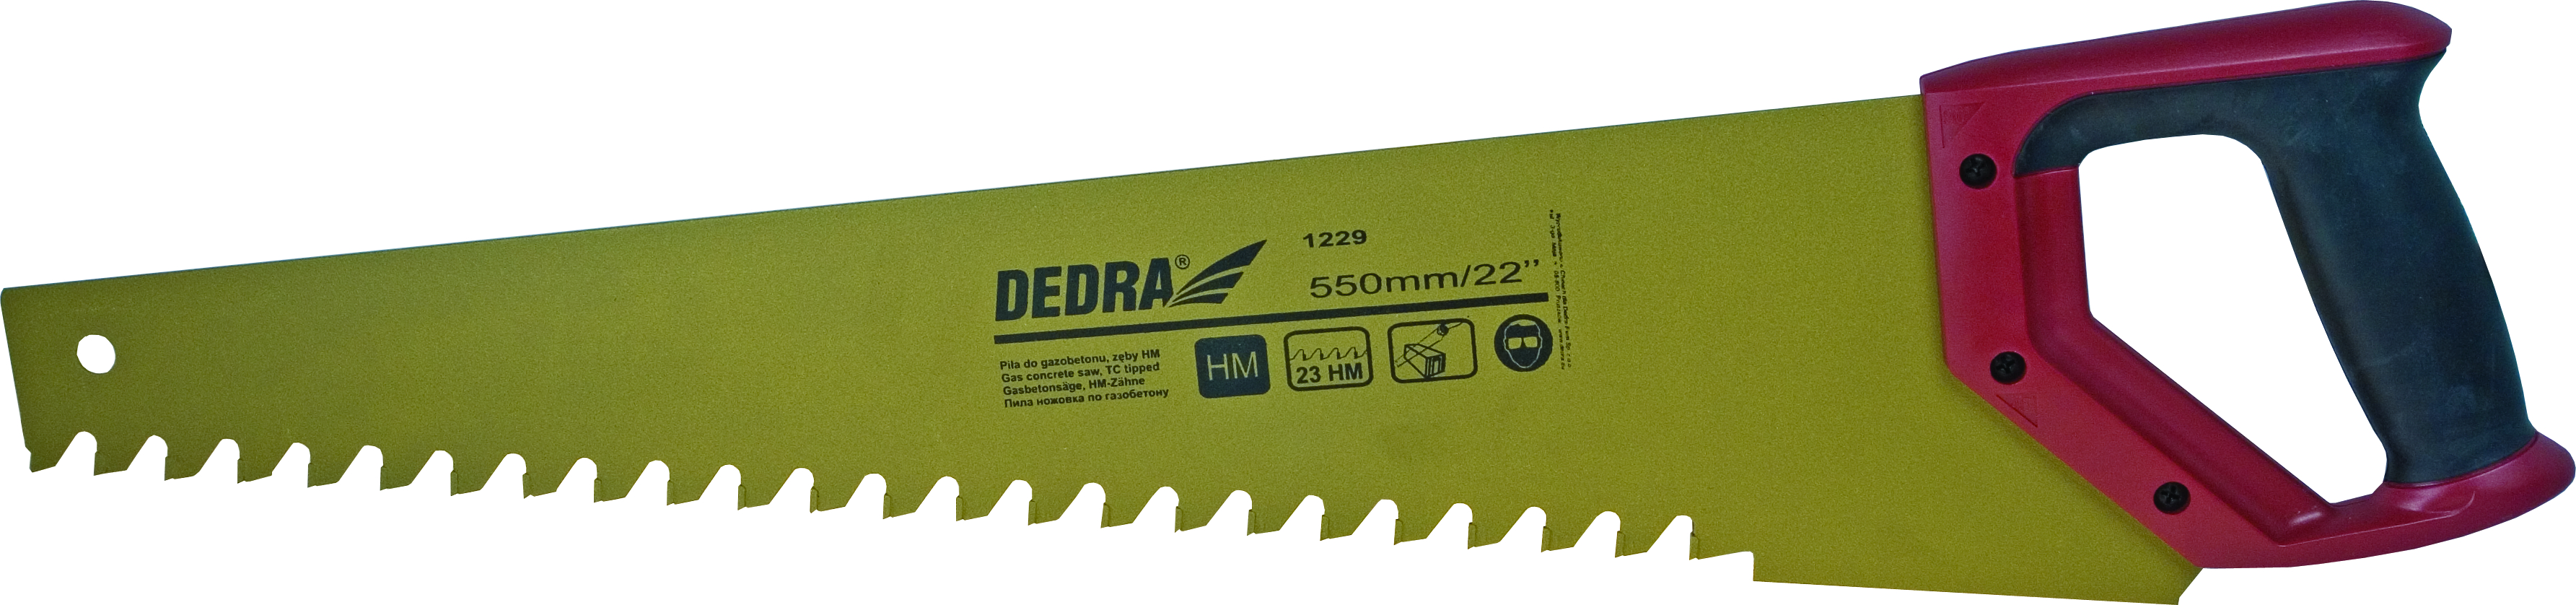 DEDRA®
1229
550mm/22”
Piła do gazobetonu, zęby HM
Gas concrete saw, TC tipped
Gasbetonsäge, HM-Zähne
Пила ножовка по газобетону
HM
23 HM